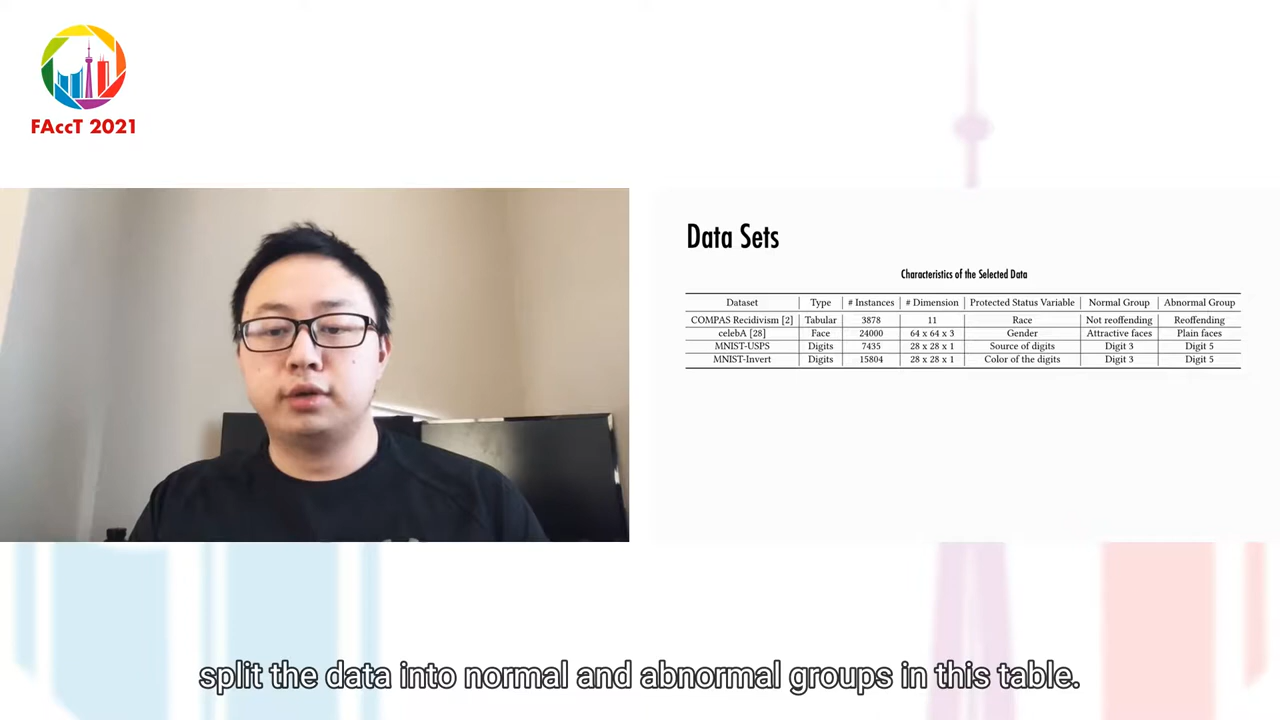 FAccT 2021
Data Sets
Characteristics of the Selected Data
Dataset Type # Instances # Dimension Protected Status Variable Normal Group Abnormal Group
COMPAS Recidivism [2] Tabular 3878 11 Race Not reoffending Reoffending
celebA [28] Face 24000 64 x 64 x 3 Gender Attractive faces Plain faces
MNIST-USPS Digits 7435 28 x 28 x 1 Source of digits Digit 3 Digit 5
MNIST-Invert Digits 15804 28 x 28 x 1 Color of the digits Digit 3 Digit 5
split the data into normal and abnormal groups in this table.